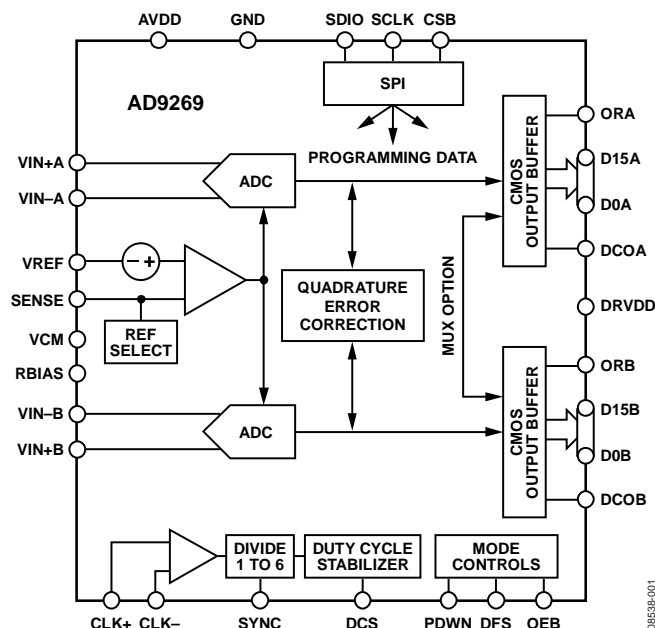 AVDD GND SDIO SCLK CSB
SPI
AD9269
PROGRAMMING DATA
VIN+A
VIN–A
ADC
VREF
– +
SENSE
REF
SELECT
VCM
RBIAS
QUADRATURE
ERROR
CORRECTION
MUX OPTION
CMOS
OUTPUT BUFFER
ORA
D15A
D0A
DCOA
DRVDD
VIN–B
VIN+B
ADC
CMOS
OUTPUT BUFFER
ORB
D15B
D0B
DCOB
DIVIDE
1 TO 6
DUTY CYCLE
STABILIZER
MODE
CONTROLS
CLK+ CLK– SYNC DCS PDWN DFS OEB
08538-001